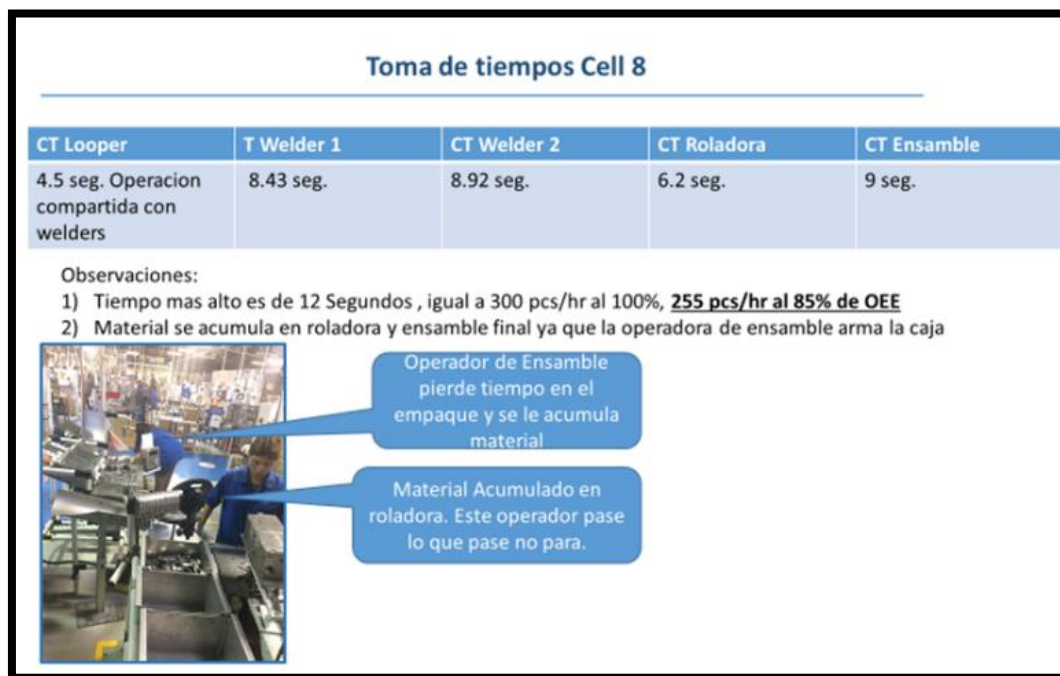 Toma de tiempos Cell 8
CT Looper T Welder 1 CT Welder 2 CT Roladora CT Ensamble
4.5 seg. Operacion 8.43 seg. 8.92 seg. 6.2 seg. 9 seg.
compartida con
welders
Observaciones:
1) Tiempo mas alto es de 12 Segundos , igual a 300 pcs/hr al 100%, 255 pcs/hr al 85% de OEE
2) Material se acumula en roladora y ensamble final ya que la operadora de ensamble arma la caja
Operador de Ensamble
pierde tiempo en el
empaque y se le acumula
material
Material Acumulado en
roladora. Este operador pase
lo que pase no para.